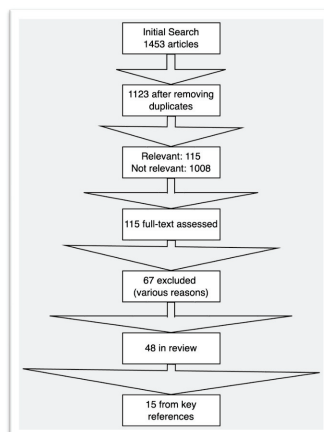 Initial Search
1453 articles
1123 after removing
duplicates
Relevant: 115
Not relevant: 1008
115 full-text assessed
67 excluded
(various reasons)
48 in review
15 from key
references